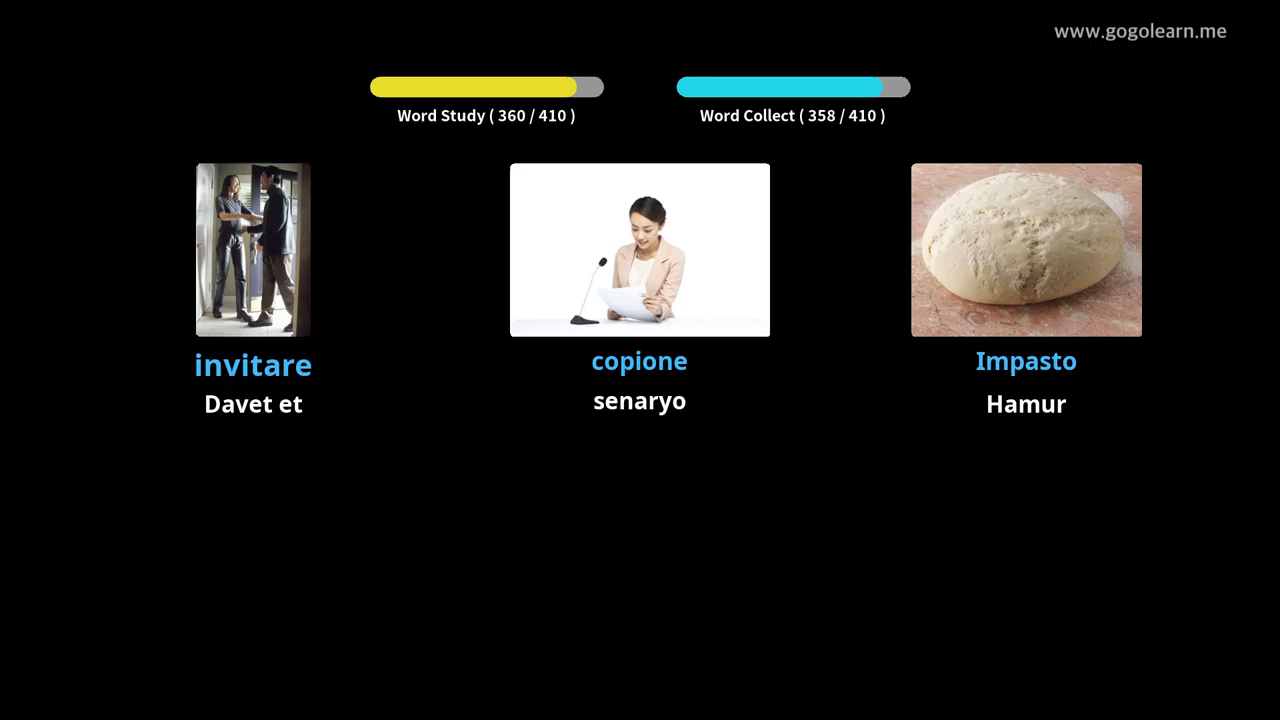 www.gogolearn.me
Word Study ( 360 / 410 )
Word Collect ( 358 / 410 )
invitare
Davet et
copione
senaryo
Impasto
Hamur